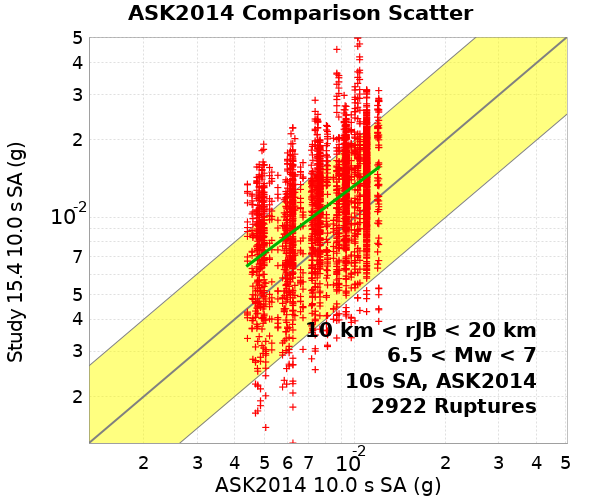 ASK2014 Comparison Scatter
5
4
3
2
10-2
7
5
4
3
2
Study 15.4 10.0 s SA (g)
10 km < rJB < 20 km
6.5 < Mw < 7
10s SA, ASK2014
2922 Ruptures
2 3 4 5 6 7 10-2 2 3 4 5
ASK2014 10.0 s SA (g)